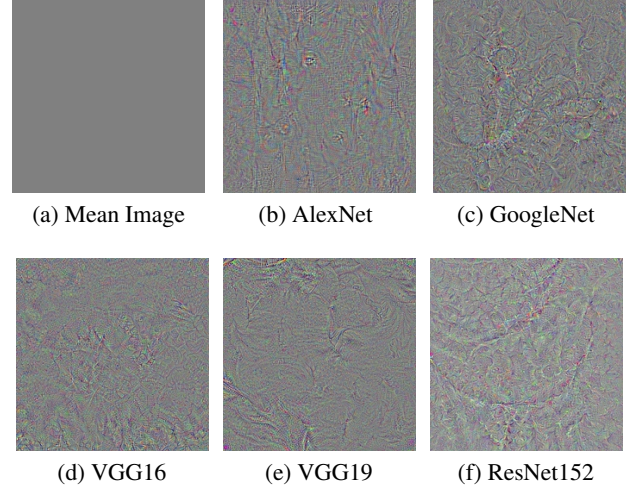 (a) Mean Image
(b) AlexNet
(c) GoogleNet
(d) VGG16
(e) VGG19
(f) ResNet152